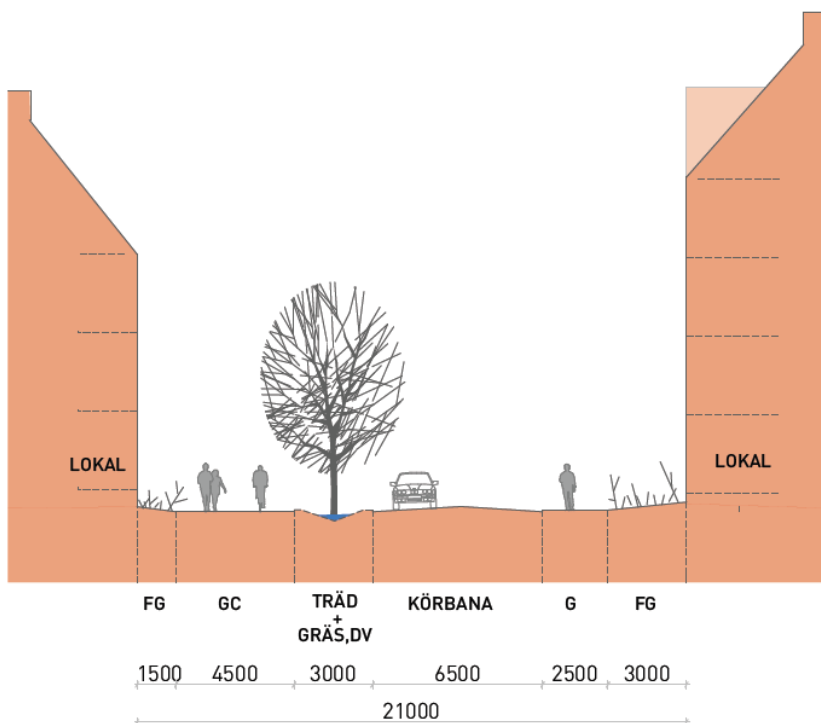 LOKAL
LOKAL
FG GC TRÄD KÖRBANA G FG
+
GRÄS,DV
1500 4500 3000 6500 2500 3000
21000